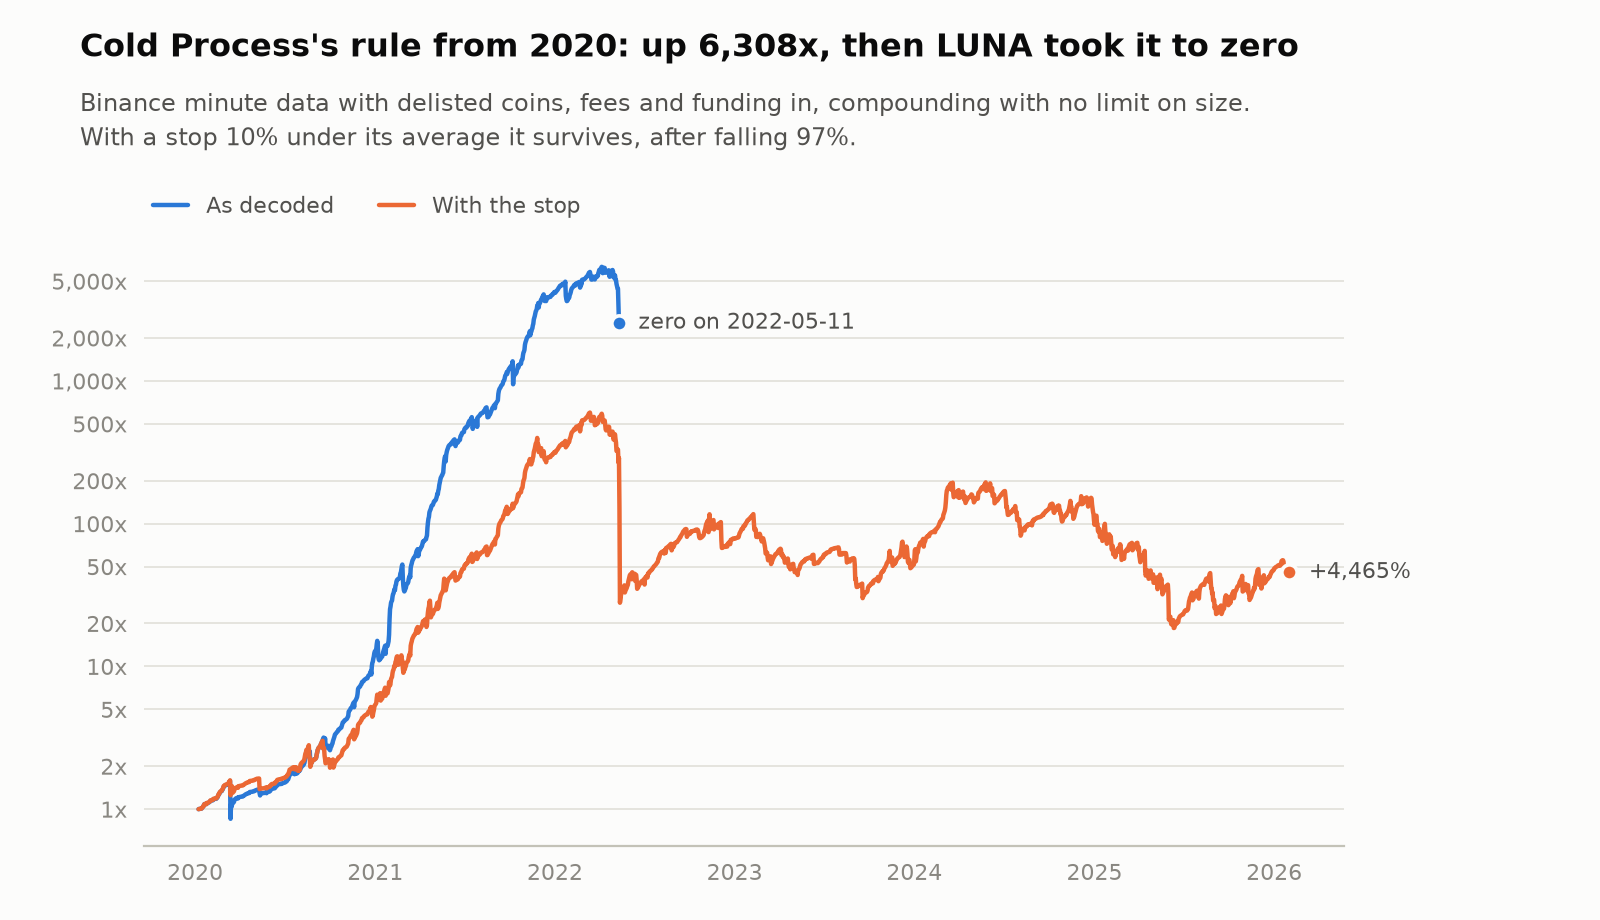 Cold Process's rule from 2020: up 6,308x, then LUNA took it to zero
Binance minute data with delisted coins, fees and funding in, compounding with no limit on size.
With a stop 10% under its average it survives, after falling 97%.
As decoded
With the stop
5,000x
2,000x
1,000x
500x
200x
100x
50x
20x
10x
5x
2x
1x
zero on 2022-05-11
+4,465%
2020
2021
2022
2023
2024
2025
2026